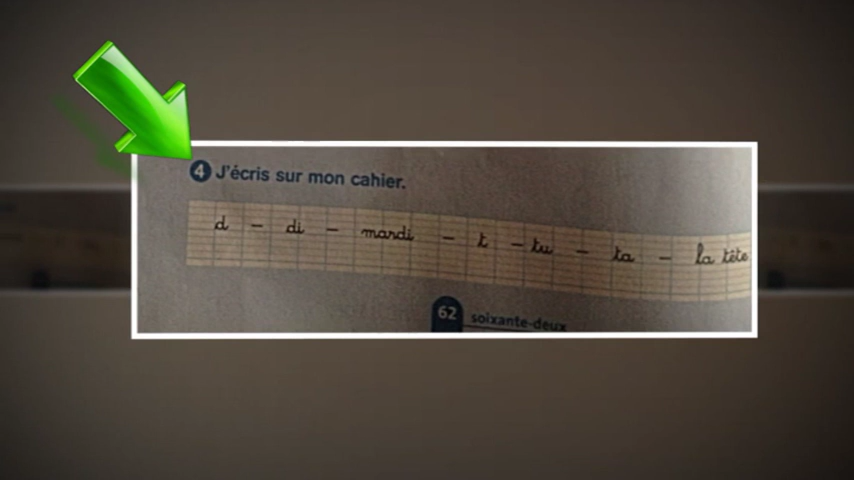 4 J'écris sur mon cahier.
d - di - mardi - t - tu - ta - la tête
62 soixante-deux